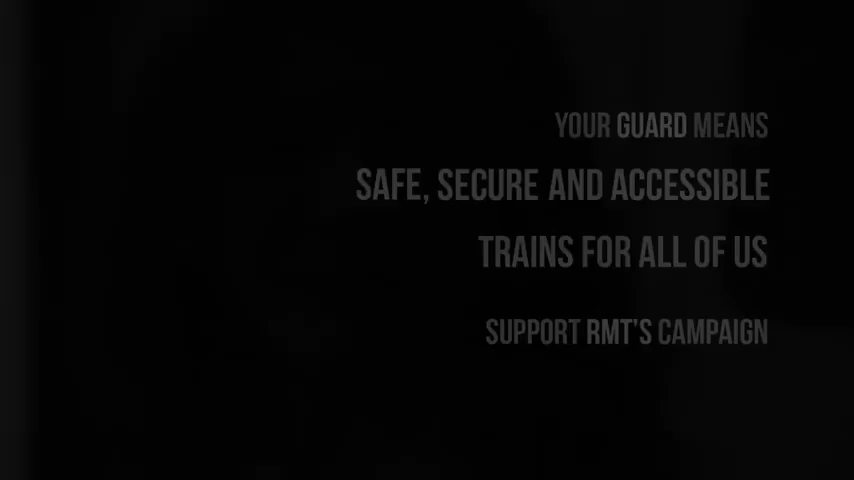 YOUR GUARD MEANS
SAFE, SECURE AND ACCESSIBLE
TRAINS FOR ALL OF US
SUPPORT RMT'S CAMPAIGN